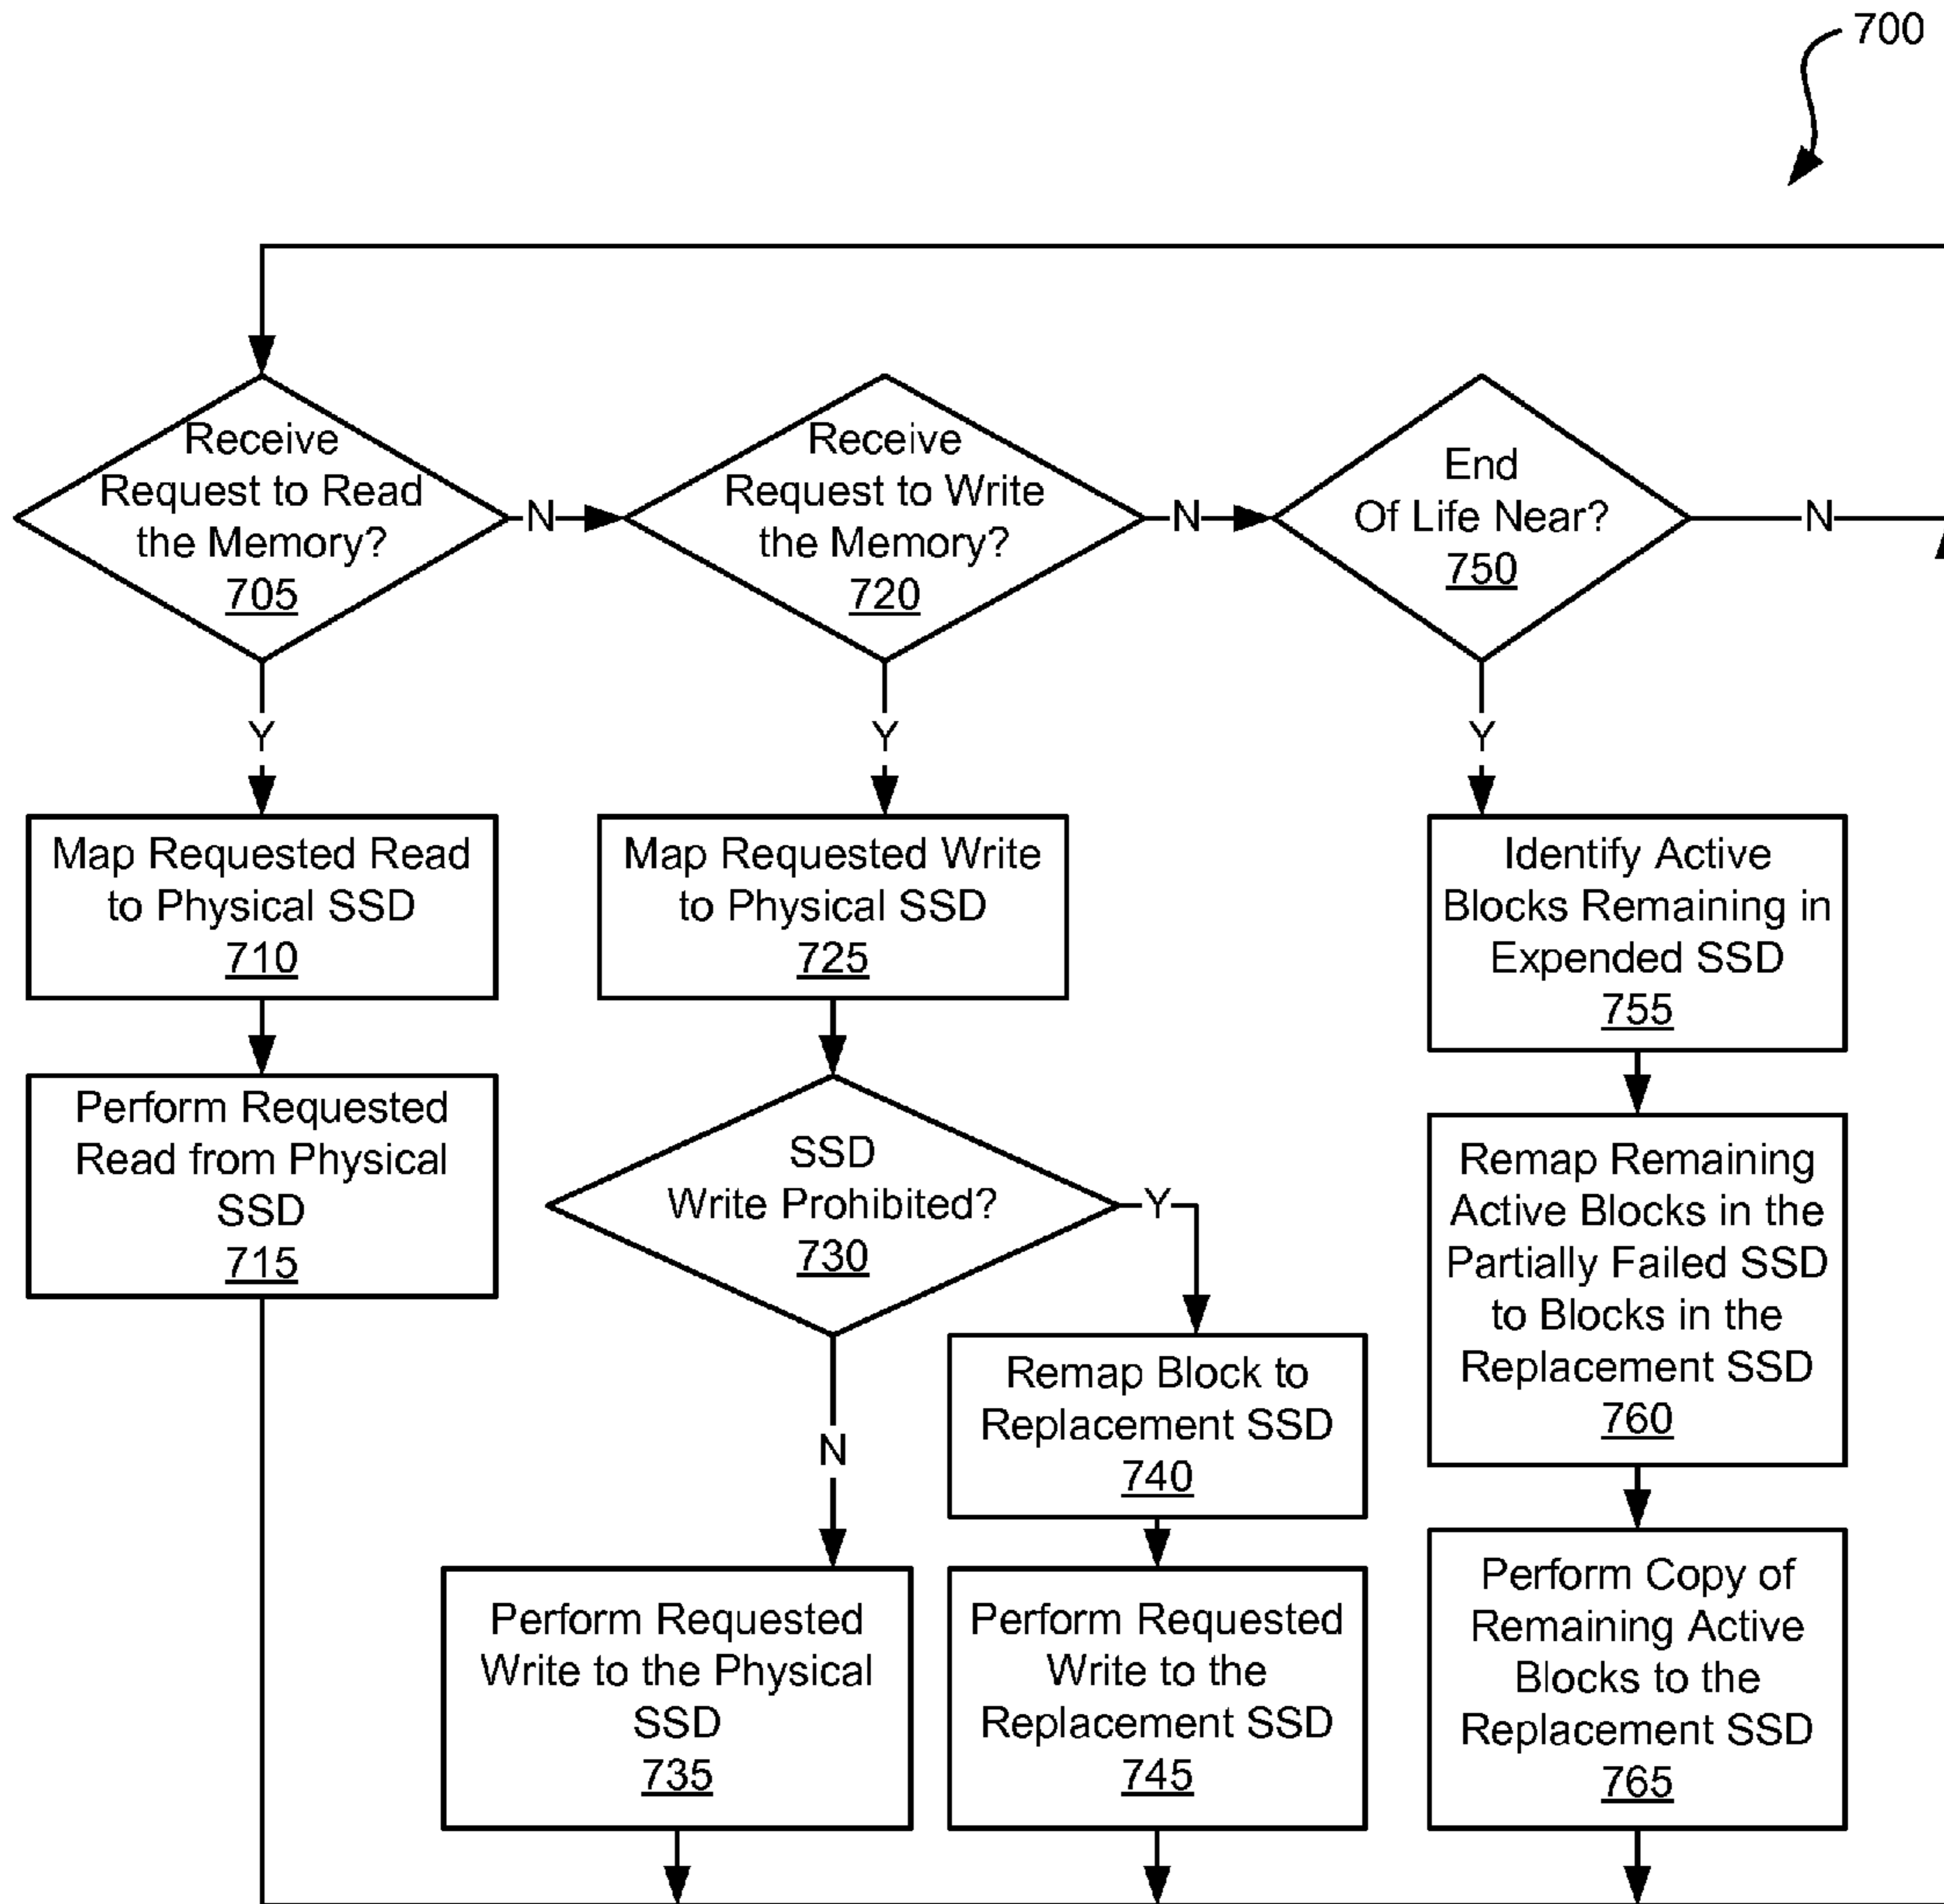 700
Receive
Request to Read
the Memory?
705
N
Receive
Request to Write
the Memory?
720
N
End
Of Life Near?
750
N
Y
Y
Y
Map Requested Read
to Physical SSD
710
Map Requested Write
to Physical SSD
725
Identify Active
Blocks Remaining in
Expended SSD
755
Perform Requested
Read from Physical
SSD
715
SSD
Write Prohibited?
730
Y
N
Remap Block to
Replacement SSD
740
Remap Remaining
Active Blocks in the
Partially Failed SSD
to Blocks in the
Replacement SSD
760
Perform Requested
Write to the Physical
SSD
735
Perform Requested
Write to the
Replacement SSD
745
Perform Copy of
Remaining Active
Blocks to the
Replacement SSD
765